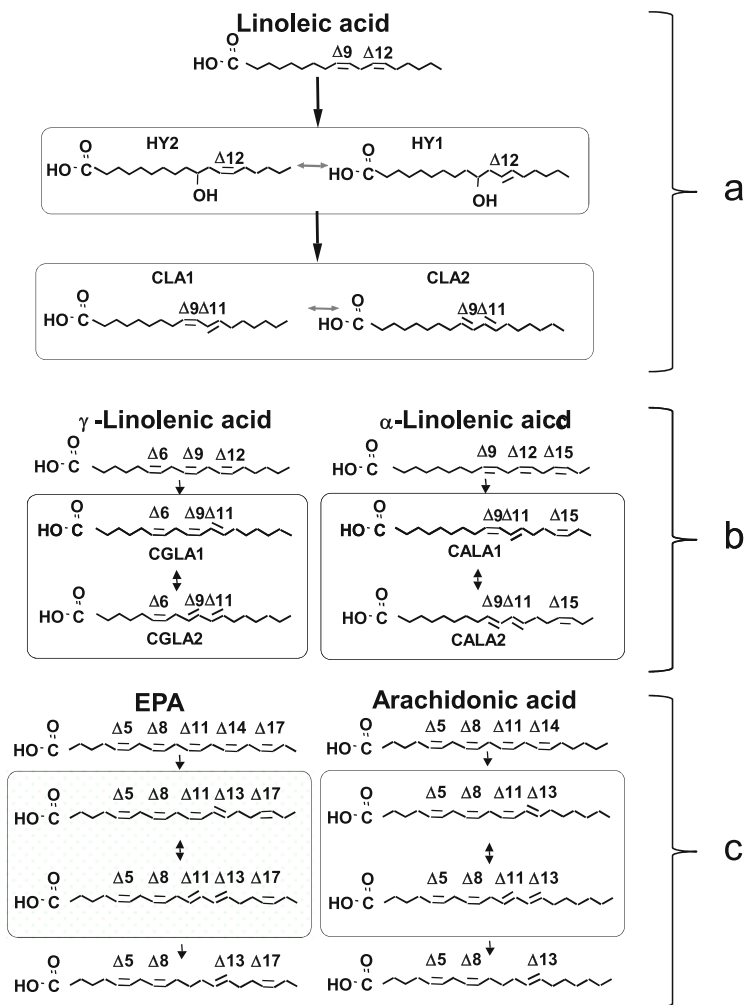 Linoleic acid
O
HO-C
Δ9 Δ12
a
HY2
O
HO-C
Δ12
OH
HY1
O
HO-C
Δ12
OH
CLA1
O
HO-C
Δ9Δ11
CLA2
O
HO-C
Δ9Δ11
γ -Linolenic acid
O
HO-C
Δ6 Δ9 Δ12
O
HO-C
Δ6 Δ9Δ11
CGLA1
O
HO-C
Δ6 Δ9Δ11
CGLA2
α-Linolenic aicd
O
HO-C
Δ9 Δ12 Δ15
O
HO-C
Δ9Δ11 Δ15
CALA1
O
HO-C
Δ9Δ11 Δ15
CALA2
b
EPA
O
HO-C
Δ5 Δ8 Δ11 Δ14 Δ17
O
HO-C
Δ5 Δ8 Δ11 Δ13 Δ17
O
HO-C
Δ5 Δ8 Δ11 Δ13 Δ17
O
HO-C
Δ5 Δ8 Δ13 Δ17
Arachidonic acid
O
HO-C
Δ5 Δ8 Δ11 Δ14
O
HO-C
Δ5 Δ8 Δ11 Δ13
O
HO-C
Δ5 Δ8 Δ11 Δ13
O
HO-C
Δ5 Δ8 Δ13
c